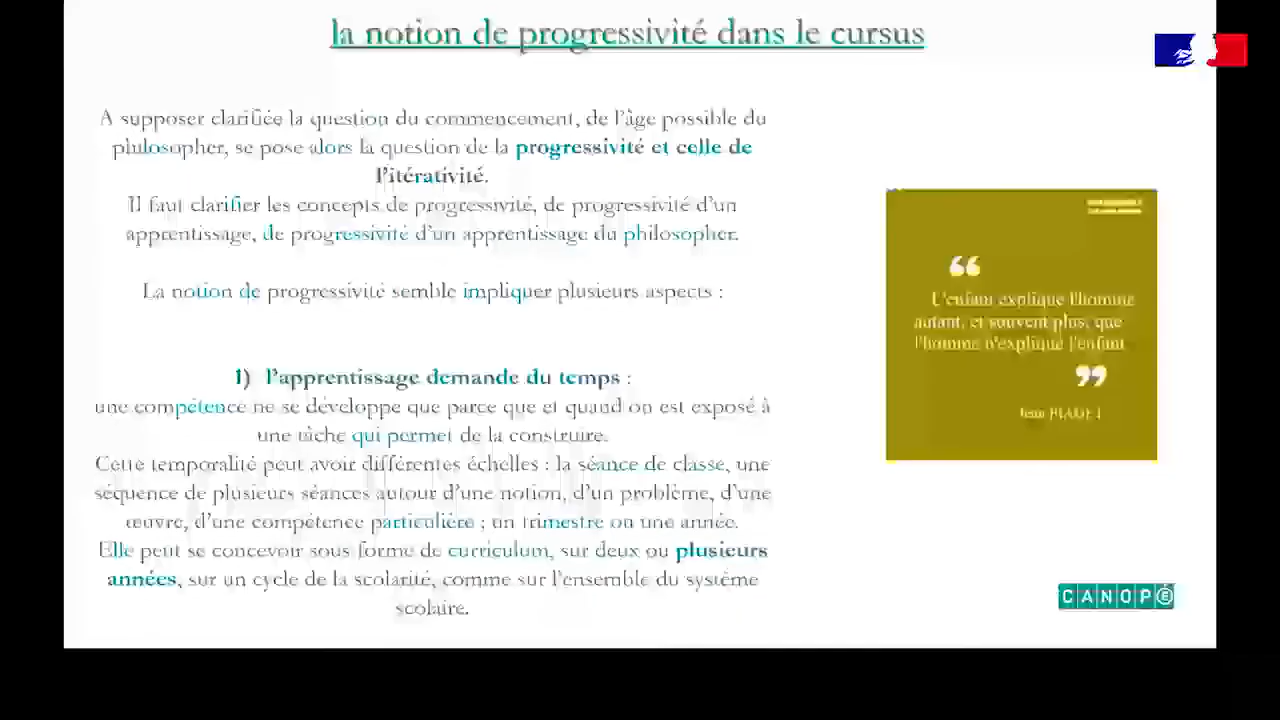 la notion de progressivité dans le cursus
A supposer clarifiée la question du commencement, de l'âge possible du
philosopher, se pose alors la question de la progressivité et celle de
l'itérativité.
Il faut clarifier les concepts de progressivité, de progressivité d'un
apprentissage, de progressivité d'un apprentissage du philosopher.
La notion de progressivité semble impliquer plusieurs aspects :
1) l'apprentissage demande du temps :
une compétence ne se développe que parce que et quand on est exposé à
une tâche qui permet de la construire.
Cette temporalité peut avoir différentes échelles : la séance de classe, une
séquence de plusieurs séances autour d'une notion, d'un problème, d'une
œuvre, d'une compétence particulière ; un trimestre ou une année.
Elle peut se concevoir sous forme de curriculum, sur deux ou plusieurs
années, sur un cycle de la scolarité, comme sur l'ensemble du système
scolaire.
“
L'enfant explique l'homme
autant, et souvent plus, que
l'homme n'explique l'enfant
”
Jean PIAGET
CANOPÉ